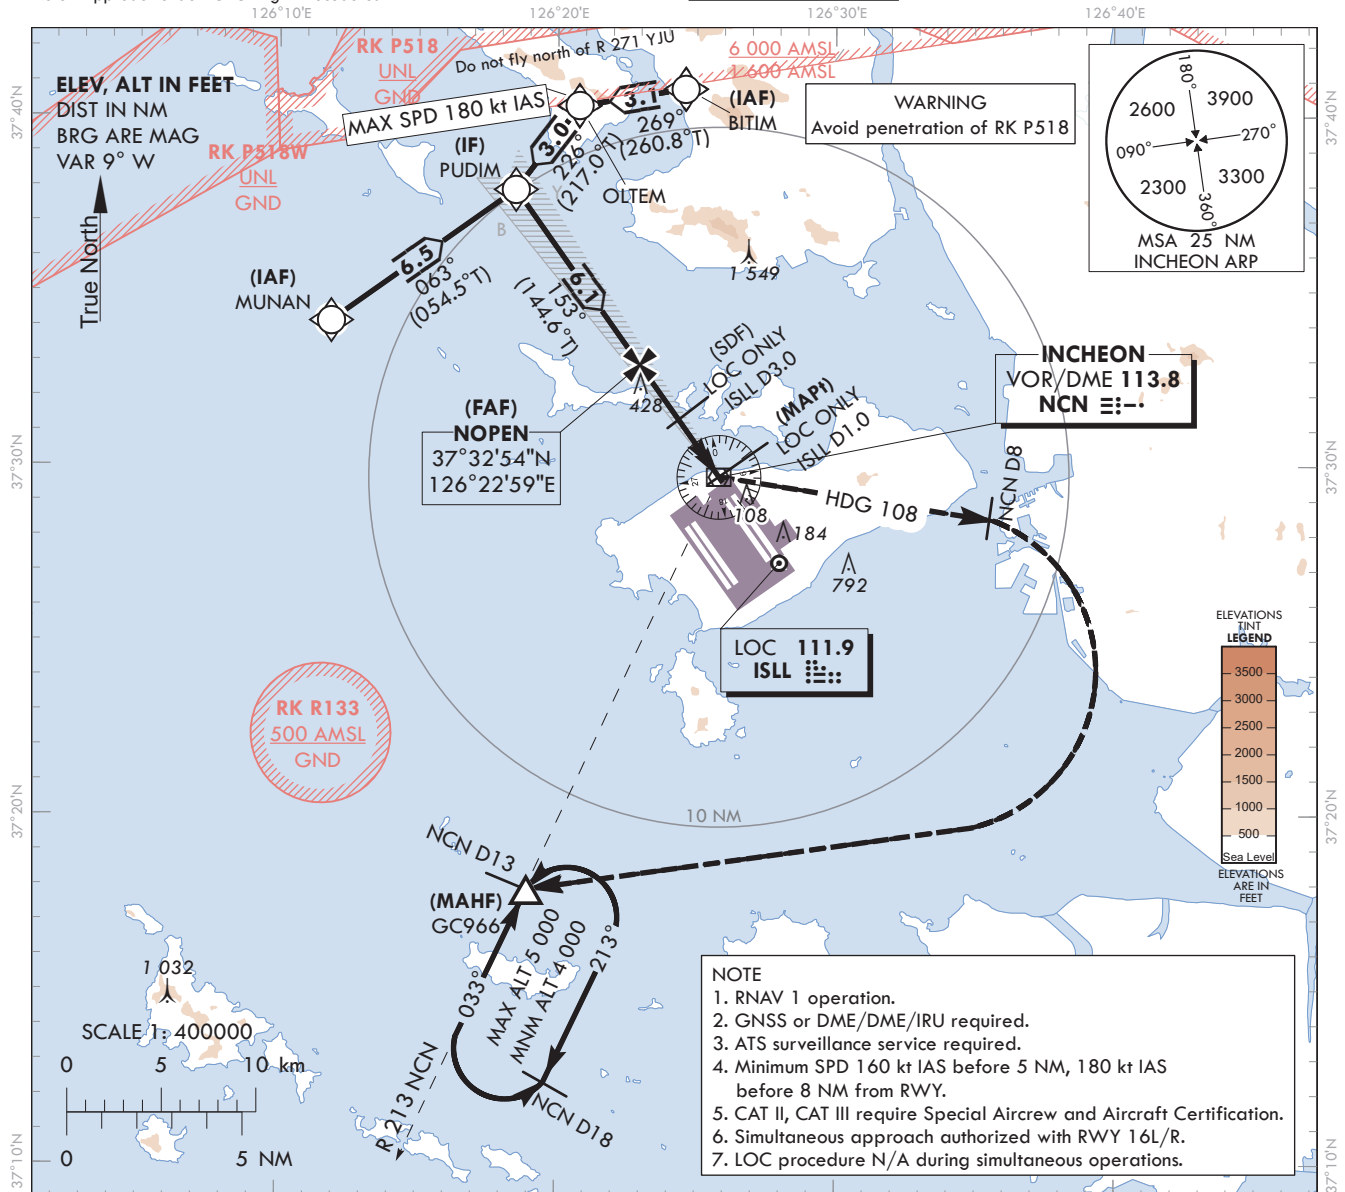 126°10'E
126°20'E
126°30'E
126°40'E
37°40'N
37°30'N
37°20'N
37°10'N
37°40'N
37°30'N
37°20'N
37°10'N
ELEV, ALT IN FEET
DIST IN NM
BRG ARE MAG
VAR 9° W
True North
RK P518
UNL
GND
RK P518W
UNL
GND
Do not fly north of R 271 YJU
6 000 AMSL
1 600 AMSL
MAX SPD 180 kt IAS
3.1
269°
(260.8°T)
(IAF)
BITIM
3.0
226°
(217.0°T)
OLTEM
(IF)
PUDIM
Y
B
WARNING
Avoid penetration of RK P518
180°
2600
3900
270°
090°
2300
3300
360°
MSA 25 NM
INCHEON ARP
6.5
063°
(054.5°T)
(IAF)
MUNAN
6.1
153°
(144.6°T)
1 549
(SDF)
LOC ONLY
ISLL D3.0
(MAPt)
LOC ONLY
ISLL D1.0
428
(FAF)
NOPEN
37°32'54"N
126°22'59"E
INCHEON
VOR/DME 113.8
NCN
HDG 108
NCN D8
108
184
792
LOC 111.9
ISLL
RK R133
500 AMSL
GND
10 NM
ELEVATIONS
TINT
LEGEND
3500
3000
2500
2000
1500
1000
500
Sea Level
ELEVATIONS
ARE IN
FEET
NCN D13
(MAHF)
GC966
033°
MAX ALT 5 000
MNM ALT 4 000
213°
NCN D18
R 213 NCN
1 032
SCALE 1: 400000
0 5 10 km
0 5 NM
NOTE
1. RNAV 1 operation.
2. GNSS or DME/DME/IRU required.
3. ATS surveillance service required.
4. Minimum SPD 160 kt IAS before 5 NM, 180 kt IAS
before 8 NM from RWY.
5. CAT II, CAT III require Special Aircrew and Aircraft Certification.
6. Simultaneous approach authorized with RWY 16L/R.
7. LOC procedure N/A during simultaneous operations.